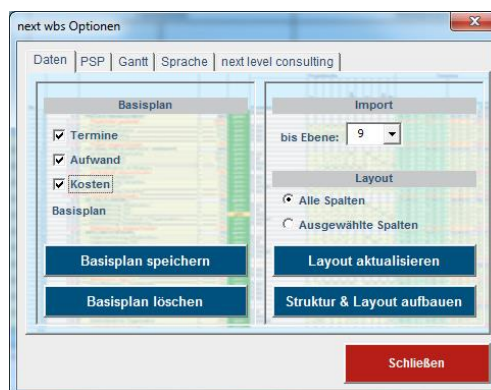 next wbs Optionen
x
Daten PSP Gantt Sprache next level consulting
Basisplan
Termine
Aufwand
Kosten
Basisplan
Basisplan speichern
Basisplan löschen
Import
bis Ebene: 9
Layout
Alle Spalten
Ausgewählte Spalten
Layout aktualisieren
Struktur & Layout aufbauen
Schließen